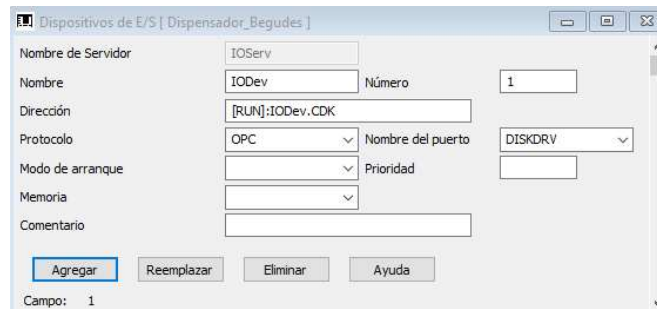 Dispositivos de E/S [ Dispensador_Begudes ]
Nombre de Servidor IOServ
Nombre IODev Número 1
Dirección [RUN]:IODev.CDK
Protocolo OPC Nombre del puerto DISKDRV
Modo de arranque Prioridad
Memoria
Comentario
Agregar Reemplazar Eliminar Ayuda
Campo: 1